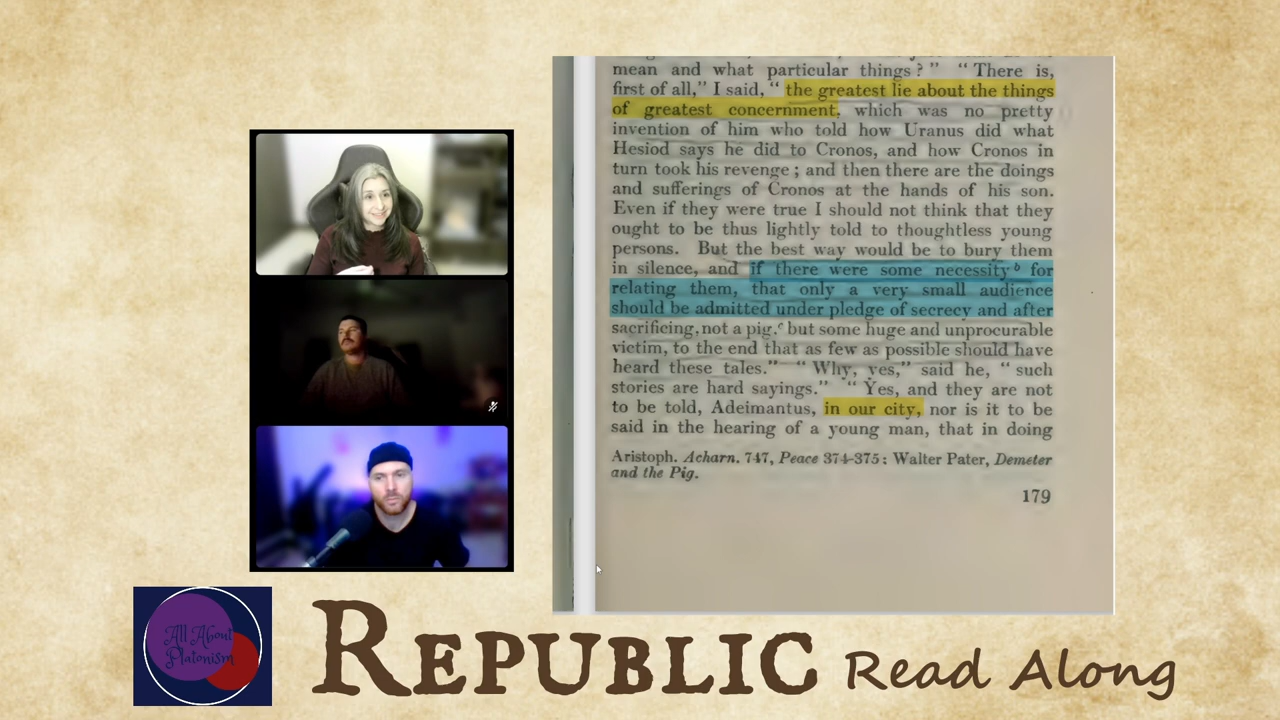 mean and what particular things ? ” “ There is,
first of all,” I said, “ the greatest lie about the things
of greatest concernment, which was no pretty
invention of him who told how Uranus did what
Hesiod says he did to Cronos, and how Cronos in
turn took his revenge ; and then there are the doings
and sufferings of Cronos at the hands of his son.
Even if they were true I should not think that they
ought to be thus lightly told to thoughtless young
persons. But the best way would be to bury them
in silence, and if there were some necessity b for
relating them, that only a very small audience
should be admitted under pledge of secrecy and after
sacrificing, not a pig, c but some huge and unprocurable
victim, to the end that as few as possible should have
heard these tales.” “ Why, yes,” said he, “ such
stories are hard sayings.” “ Yes, and they are not
to be told, Adeimantus, in our city, nor is it to be
said in the hearing of a young man, that in doing
Aristoph. Acharn. 747, Peace 374-375 ; Walter Pater, Demeter
and the Pig.
179
All About
Platonism
REPUBLIC Read Along